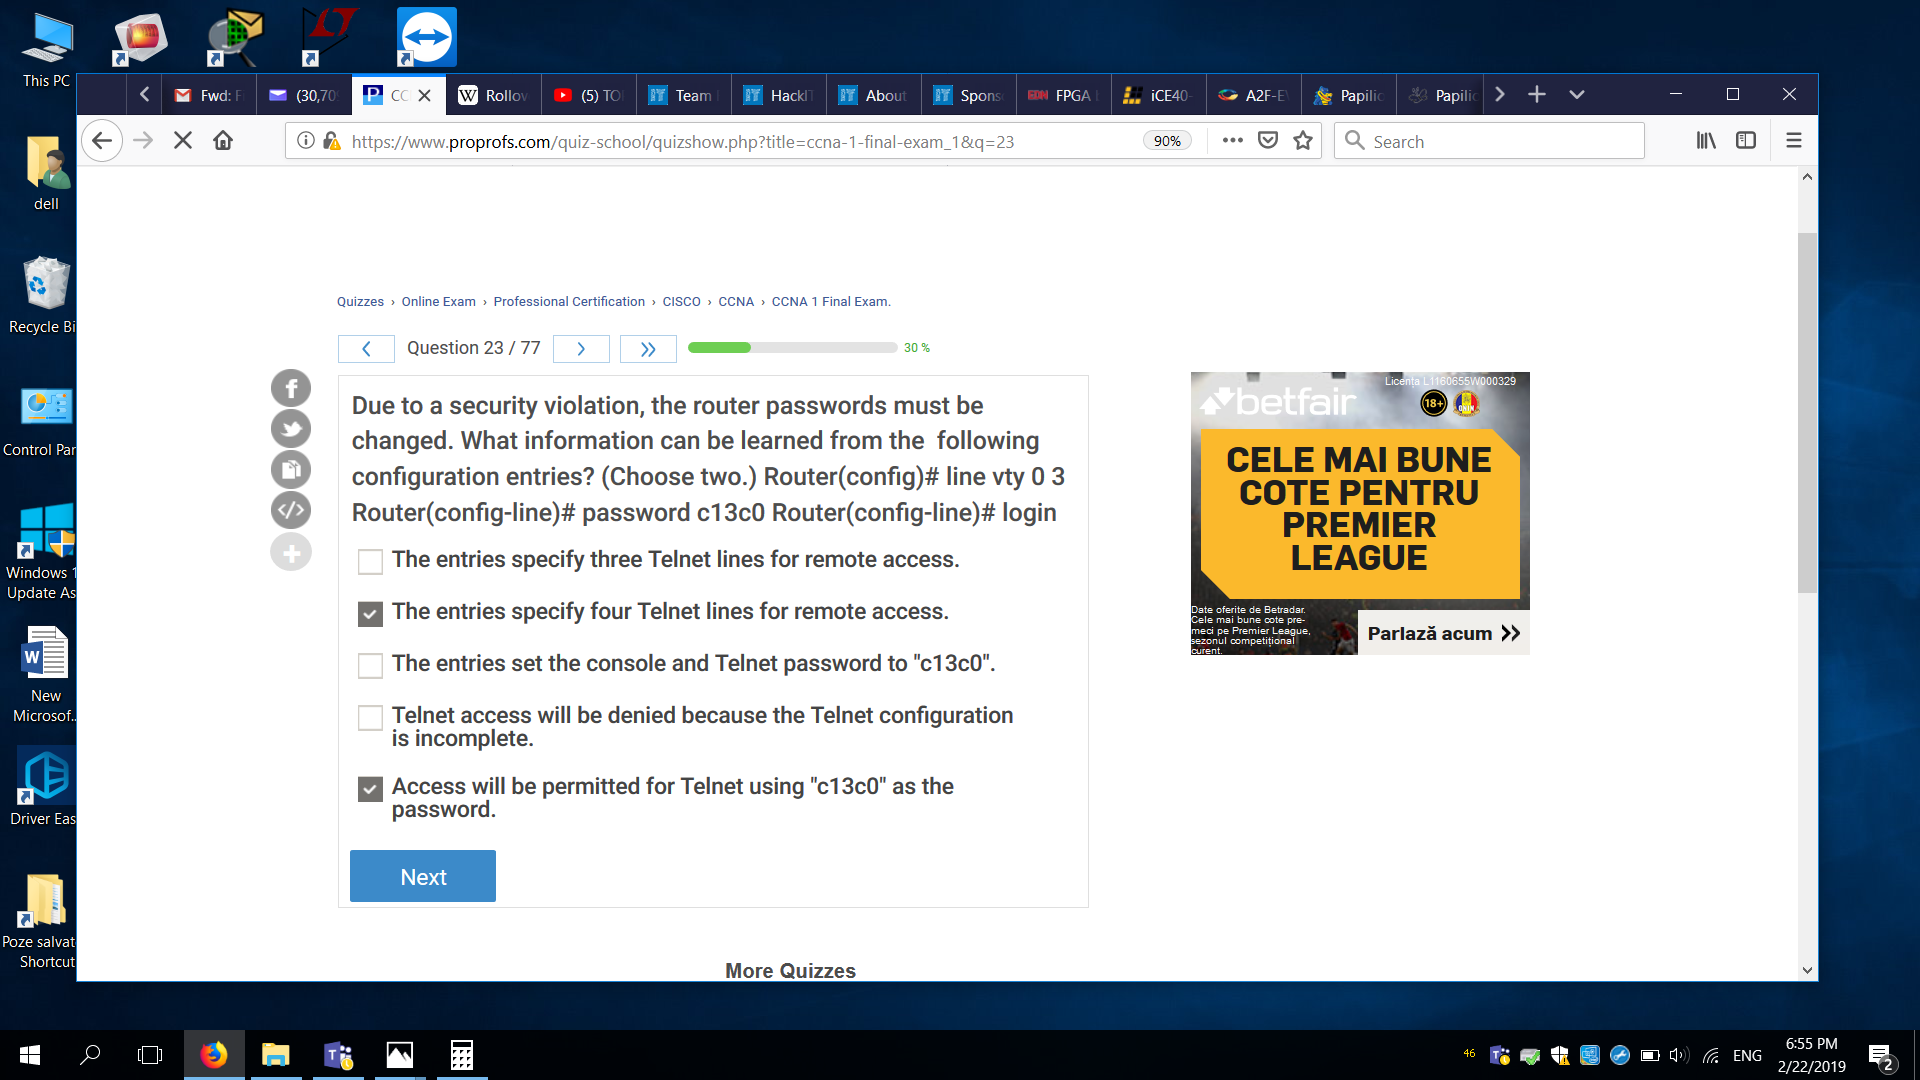 This PC
dell
Recycle Bi
Control Par
Windows 1
Update As
New
Microsof...
Driver Eas
Poze salvat
Shortcut
Fwd: F
(30,70
CC
Rollov
(5) TO
Team
HackIT
About
Spons
FPGA
iCE40-
A2F-E
Papilio
Papilio
https://www.proprofs.com/quiz-school/quizshow.php?title=ccna-1-final-exam_1&q=23
90%
Search
Quizzes › Online Exam › Professional Certification › CISCO › CCNA › CCNA 1 Final Exam.
Question 23 / 77
30 %
Due to a security violation, the router passwords must be
changed. What information can be learned from the  following
configuration entries? (Choose two.) Router(config)# line vty 0 3
Router(config-line)# password c13c0 Router(config-line)# login
The entries specify three Telnet lines for remote access.
The entries specify four Telnet lines for remote access.
The entries set the console and Telnet password to "c13c0".
Telnet access will be denied because the Telnet configuration
is incomplete.
Access will be permitted for Telnet using "c13c0" as the
password.
Next
More Quizzes
Licenta L1160655W000329
betfair
18+
CELE MAI BUNE
COTE PENTRU
PREMIER
LEAGUE
Date oferite de Betradar.
Cele mai bune cote pre-
meci pe Premier League,
sezonul competițional
curent.
Parlază acum
46
ENG
6:55 PM
2/22/2019
2